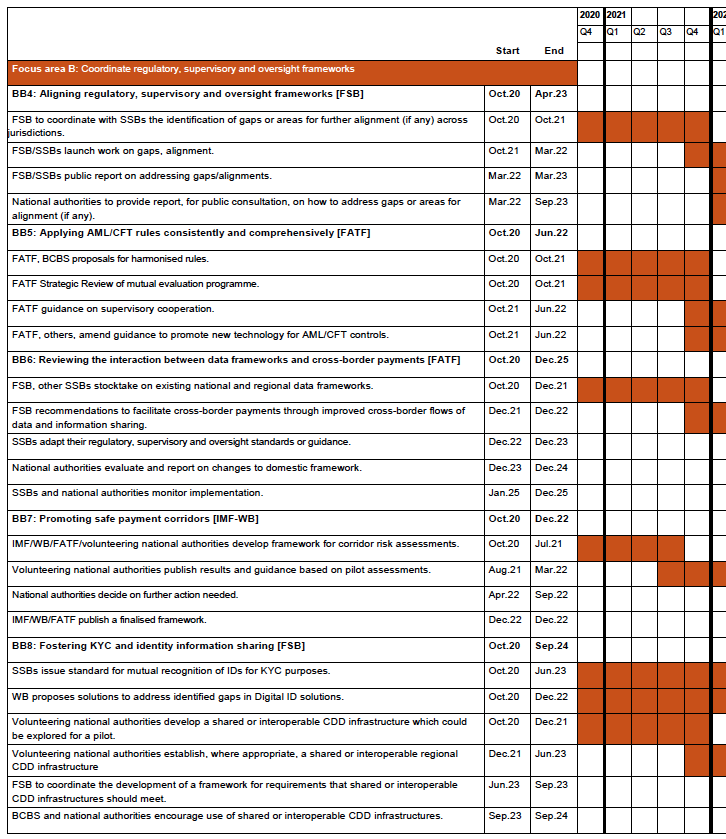 2020 2021 202
Q4 Q1 Q2 Q3 Q4 Q1
Start End
Focus area B: Coordinate regulatory, supervisory and oversight frameworks
BB4: Aligning regulatory, supervisory and oversight frameworks [FSB] Oct.20 Apr.23
FSB to coordinate with SSBs the identification of gaps or areas for further alignment (if any) across Oct.20 Oct.21
jurisdictions.
FSB/SSBs launch work on gaps, alignment. Oct.21 Mar.22
FSB/SSBs public report on addressing gaps/alignments. Mar.22 Mar.23
National authorities to provide report, for public consultation, on how to address gaps or areas for Mar.22 Sep.23
alignment (if any).
BB5: Applying AML/CFT rules consistently and comprehensively [FATF] Oct.20 Jun.22
FATF, BCBS proposals for harmonised rules. Oct.20 Oct.21
FATF Strategic Review of mutual evaluation programme. Oct.20 Oct.21
FATF guidance on supervisory cooperation. Oct.21 Jun.22
FATF, others, amend guidance to promote new technology for AML/CFT controls. Oct.21 Jun.22
BB6: Reviewing the interaction between data frameworks and cross-border payments [FATF] Oct.20 Dec.25
FSB, other SSBs stocktake on existing national and regional data frameworks. Oct.20 Dec.21
FSB recommendations to facilitate cross-border payments through improved cross-border flows of Dec.21 Dec.22
data and information sharing.
SSBs adapt their regulatory, supervisory and oversight standards or guidance. Dec.22 Dec.23
National authorities evaluate and report on changes to domestic framework. Dec.23 Dec.24
SSBs and national authorities monitor implementation. Jan.25 Dec.25
BB7: Promoting safe payment corridors [IMF-WB] Oct.20 Dec.22
IMF/WB/FATF/volunteering national authorities develop framework for corridor risk assessments. Oct.20 Jul.21
Volunteering national authorities publish results and guidance based on pilot assessments. Aug.21 Mar.22
National authorities decide on further action needed. Apr.22 Sep.22
IMF/WB/FATF publish a finalised framework. Dec.22 Dec.22
BB8: Fostering KYC and identity information sharing [FSB] Oct.20 Sep.24
SSBs issue standard for mutual recognition of IDs for KYC purposes. Oct.20 Jun.23
WB proposes solutions to address identified gaps in Digital ID solutions. Oct.20 Dec.22
Volunteering national authorities develop a shared or interoperable CDD infrastructure which could Oct.20 Dec.21
be explored for a pilot.
Volunteering national authorities establish, where appropriate, a shared or interoperable regional Dec.21 Jun.23
CDD infrastructure
FSB to coordinate the development of a framework for requirements that shared or interoperable Jun.23 Sep.23
CDD infrastructures should meet.
BCBS and national authorities encourage use of shared or interoperable CDD infrastructures. Sep.23 Sep.24